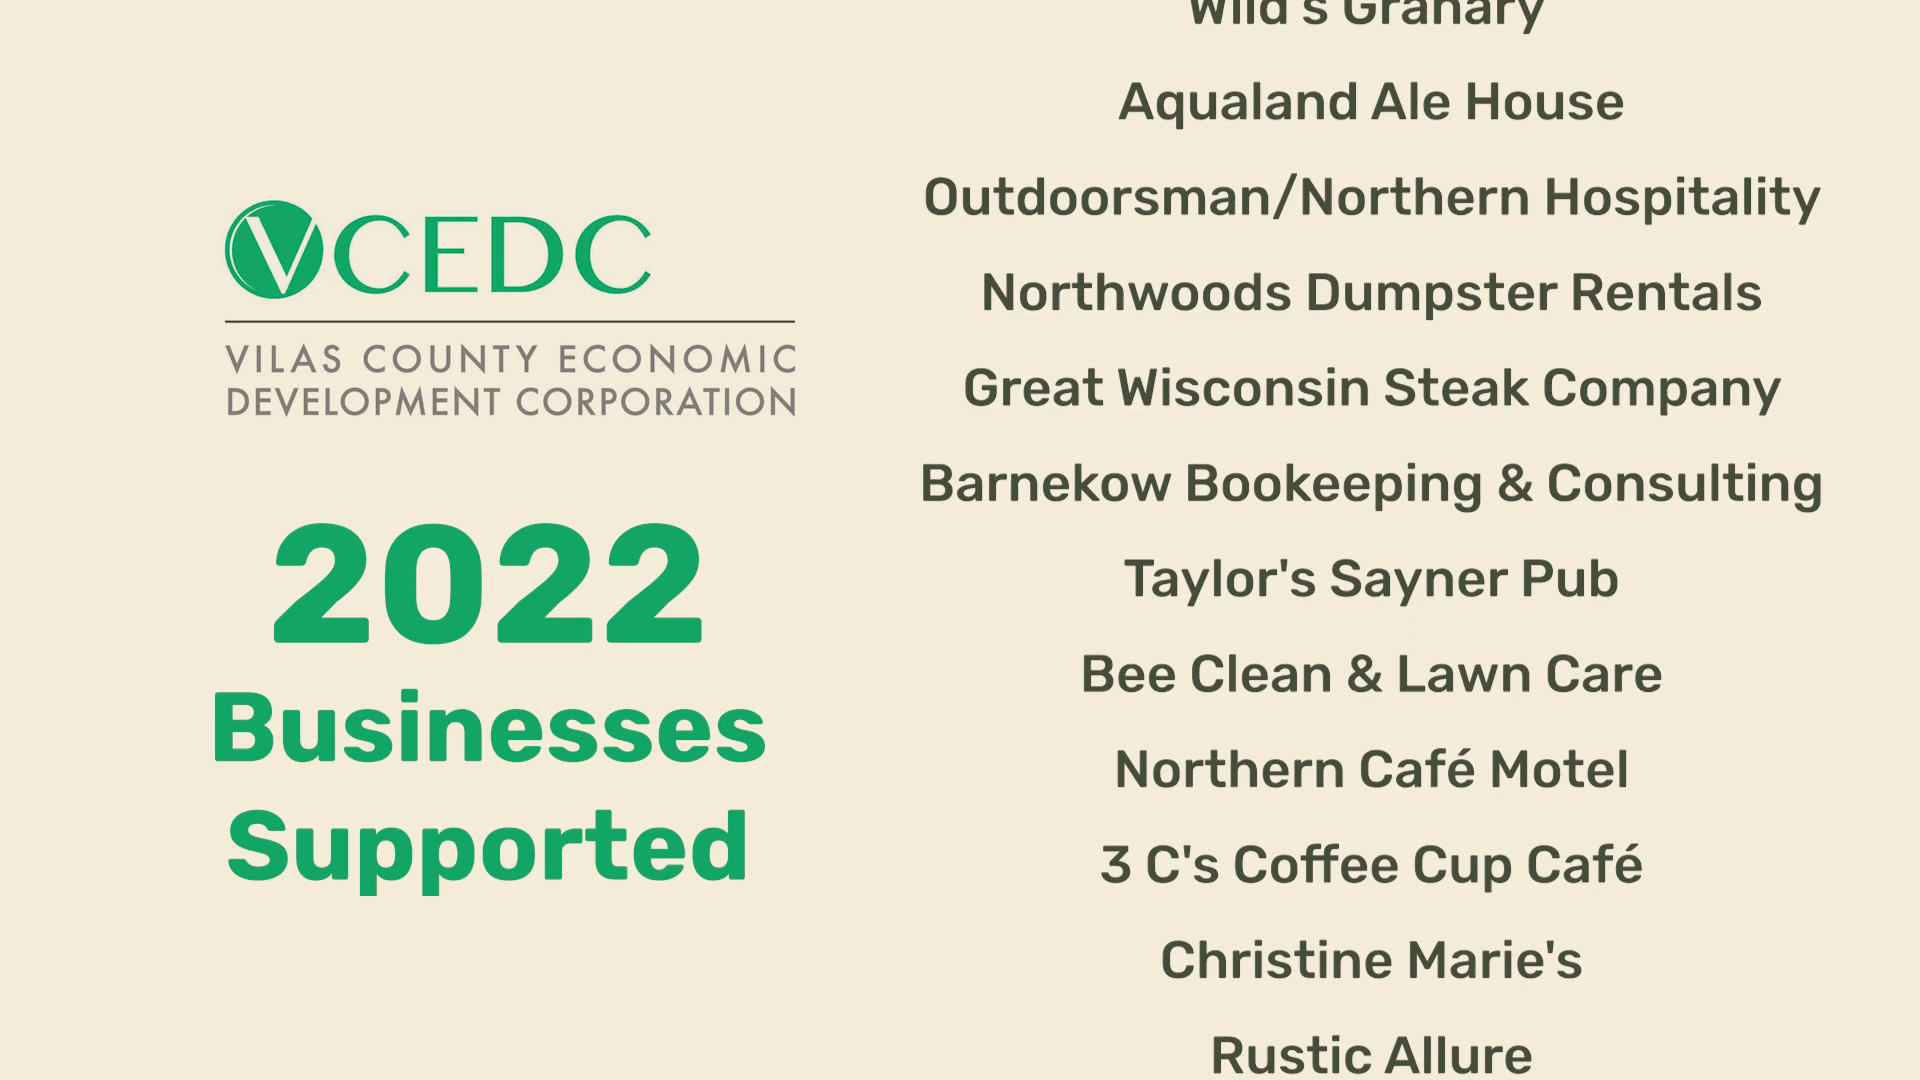 VCEDC
VILAS COUNTY ECONOMIC
DEVELOPMENT CORPORATION
2022
Businesses
Supported
Wild's Granary
Aqualand Ale House
Outdoorsman/Northern Hospitality
Northwoods Dumpster Rentals
Great Wisconsin Steak Company
Barnekow Bookeeping & Consulting
Taylor's Sayner Pub
Bee Clean & Lawn Care
Northern Café Motel
3 C's Coffee Cup Café
Christine Marie's
Rustic Allure